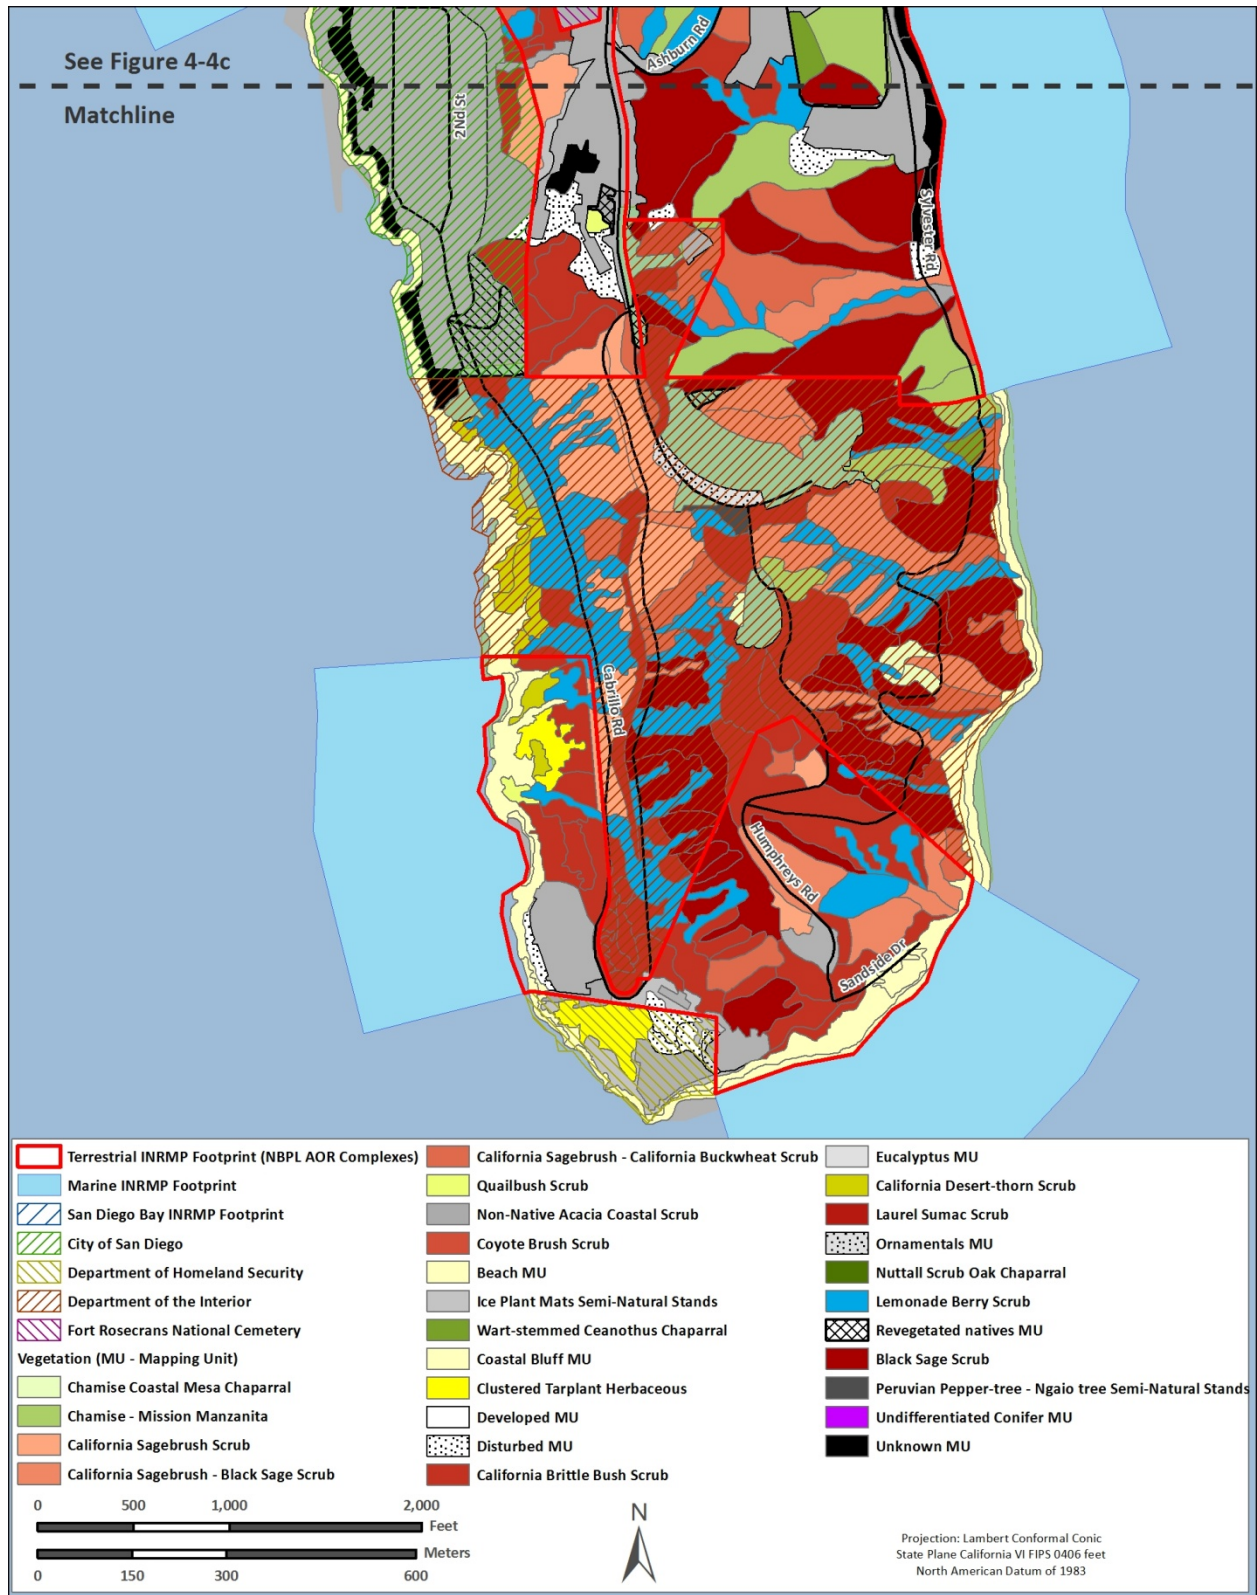 See Figure 4-4c
Matchline
Ashburn Rd
2Nd St
Sylvester Rd
Cabrillo Rd
Humphreys Rd
Sandside Dr
Terrestrial INRMP Footprint (NBPL AOR Complexes)
Marine INRMP Footprint
San Diego Bay INRMP Footprint
City of San Diego
Department of Homeland Security
Department of the Interior
Fort Rosecrans National Cemetery
Vegetation (MU - Mapping Unit)
Chamise Coastal Mesa Chaparral
Chamise - Mission Manzanita
California Sagebrush Scrub
California Sagebrush - Black Sage Scrub
California Sagebrush - California Buckwheat Scrub
Quailbush Scrub
Non-Native Acacia Coastal Scrub
Coyote Brush Scrub
Beach MU
Ice Plant Mats Semi-Natural Stands
Wart-stemmed Ceanothus Chaparral
Coastal Bluff MU
Clustered Tarplant Herbaceous
Developed MU
Disturbed MU
California Brittle Bush Scrub
Eucalyptus MU
California Desert-thorn Scrub
Laurel Sumac Scrub
Ornamentals MU
Nuttall Scrub Oak Chaparral
Lemonade Berry Scrub
Revegetated natives MU
Black Sage Scrub
Peruvian Pepper-tree - Ngaio tree Semi-Natural Stands
Undifferentiated Conifer MU
Unknown MU
0 500 1,000 2,000
Feet
Meters
0 150 300 600
N
Projection: Lambert Conformal Conic
State Plane California VI FIPS 0406 feet
North American Datum of 1983